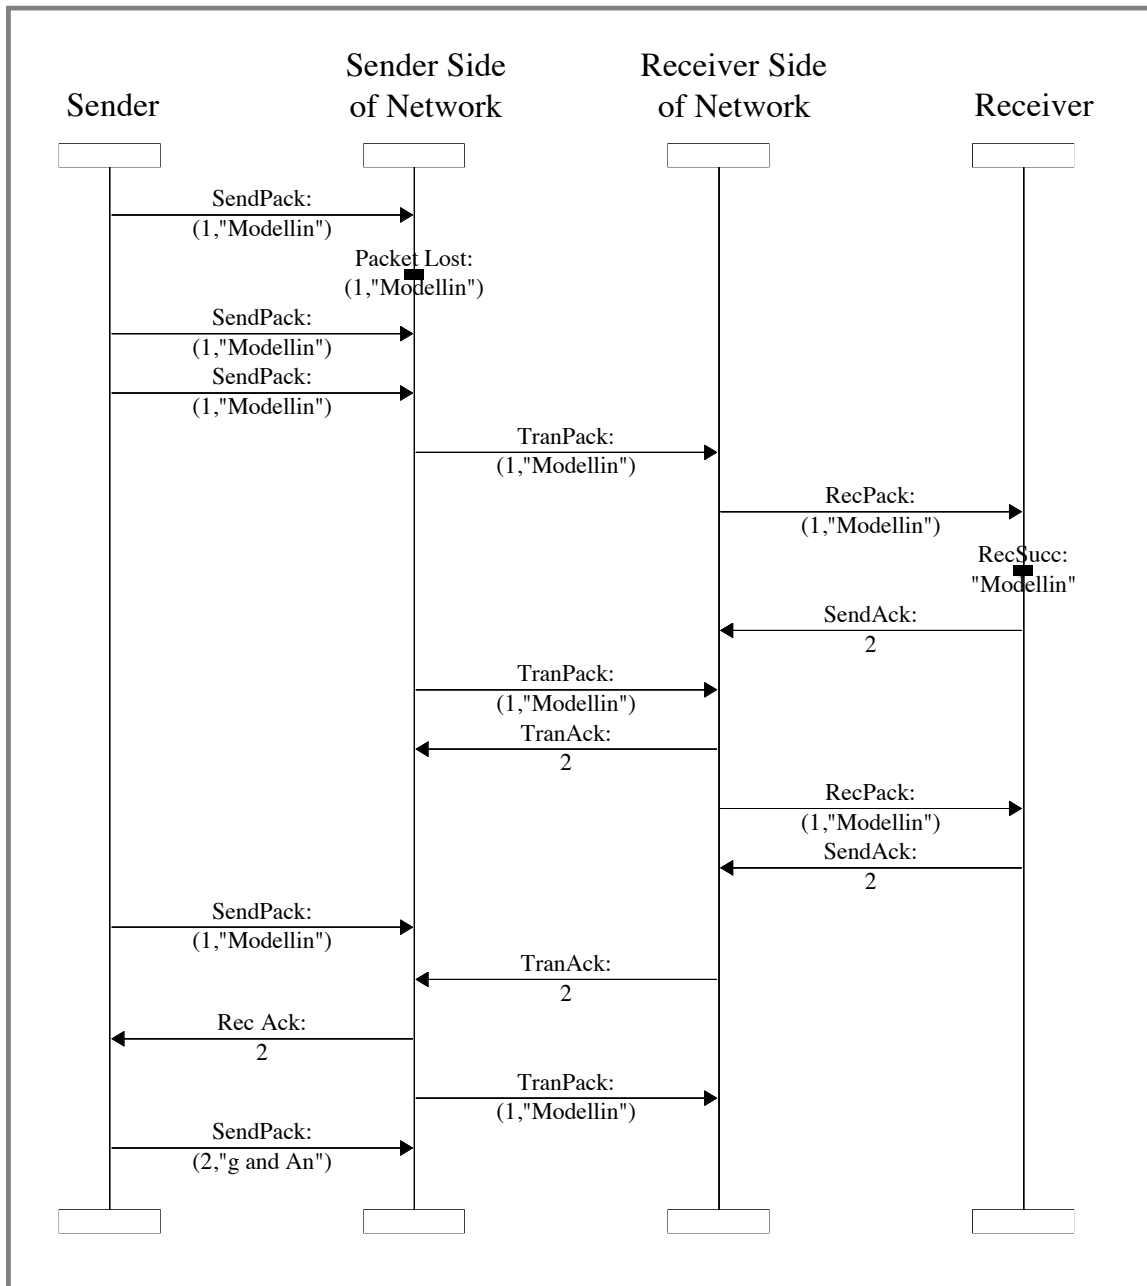 Sender
Sender Side
of Network
Receiver Side
of Network
Receiver
SendPack:
(1,"Modellin")
Packet Lost:
(1,"Modellin")
SendPack:
(1,"Modellin")
SendPack:
(1,"Modellin")
TranPack:
(1,"Modellin")
RecPack:
(1,"Modellin")
RecSucc:
"Modellin"
SendAck:
2
TranPack:
(1,"Modellin")
TranAck:
2
RecPack:
(1,"Modellin")
SendAck:
2
SendPack:
(1,"Modellin")
TranAck:
2
Rec Ack:
2
TranPack:
(1,"Modellin")
SendPack:
(2,"g and An")